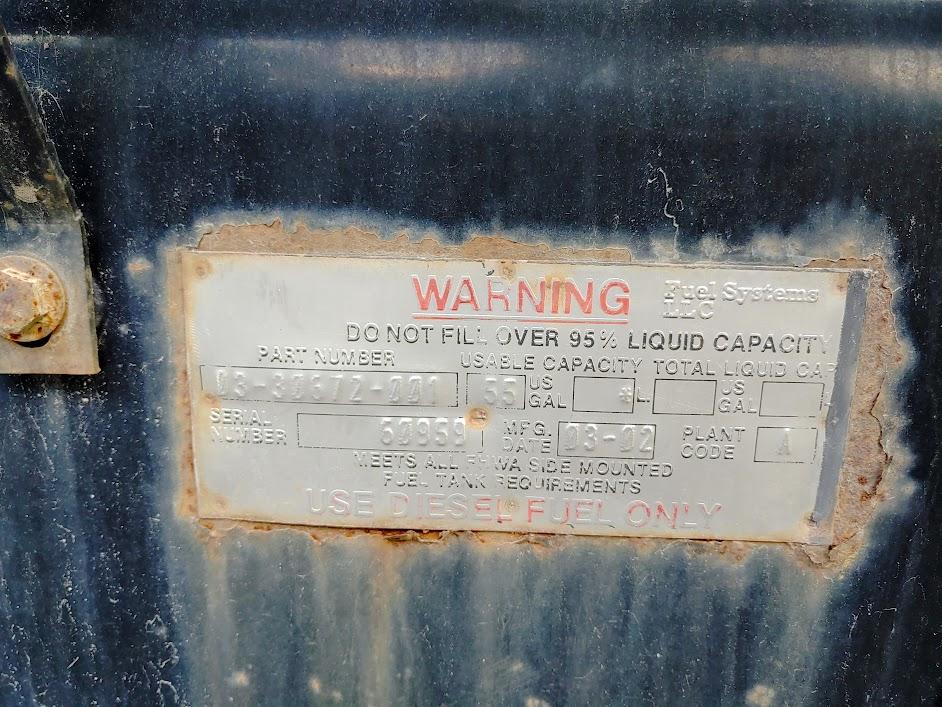 WARNING
Fuel Systems
LLC
DO NOT FILL OVER 95% LIQUID CAPACITY
PART NUMBER USABLE CAPACITY TOTAL LIQUID CAP
03-30872-001 55 US GAL * L. US GAL
SERIAL NUMBER 50959 MFG. DATE 03-02 PLANT CODE A
MEETS ALL FHWA SIDE MOUNTED
FUEL TANK REQUIREMENTS
USE DIESEL FUEL ONLY